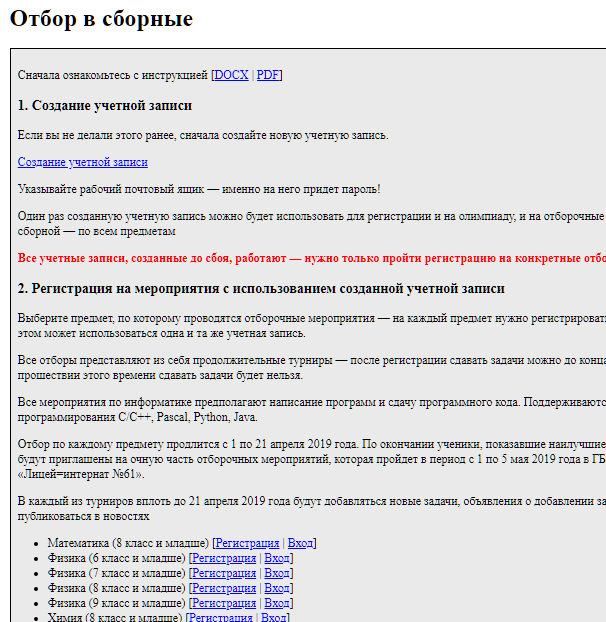 Отбор в сборные
Сначала ознакомьтесь с инструкцией [DOCX | PDF]
1. Создание учетной записи
Если вы не делали этого ранее, сначала создайте новую учетную запись.
Создание учетной записи
Указывайте рабочий почтовый ящик — именно на него придет пароль!
Один раз созданную учетную запись можно будет использовать для регистрации и на олимпиаду, и на отборочные
сборной — по всем предметам
Все учетные записи, созданные до сбоя, работают — нужно только пройти регистрацию на конкретные отбо
2. Регистрация на мероприятия с использованием созданной учетной записи
Выберите предмет, по которому проводятся отборочные мероприятия — на каждый предмет нужно регистрироват
этом может использоваться одна и та же учетная запись.
Все отборы представляют из себя продолжительные турниры — после регистрации сдавать задачи можно до конца
прошествии этого времени сдавать задачи будет нельзя.
Все мероприятия по информатике предполагают написание программ и сдачу программного кода. Поддерживаютс
программирования C/C++, Pascal, Python, Java.
Отбор по каждому предмету продлится с 1 по 21 апреля 2019 года. По окончании ученики, показавшие наилучшие
будут приглашены на очную часть отборочных мероприятий, которая пройдет в период с 1 по 5 мая 2019 года в ГБ
«Лицей=интернат №61».
В каждый из турниров вплоть до 21 апреля 2019 года будут добавляться новые задачи, объявления о добавлении за
публиковаться в новостях
• Математика (8 класс и младше) [Регистрация | Вход]
• Физика (6 класс и младше) [Регистрация | Вход]
• Физика (7 класс и младше) [Регистрация | Вход]
• Физика (8 класс и младше) [Регистрация | Вход]
• Физика (9 класс и младше) [Регистрация | Вход]
• Химия (8 класс и младше) [Регистрация | Вход]